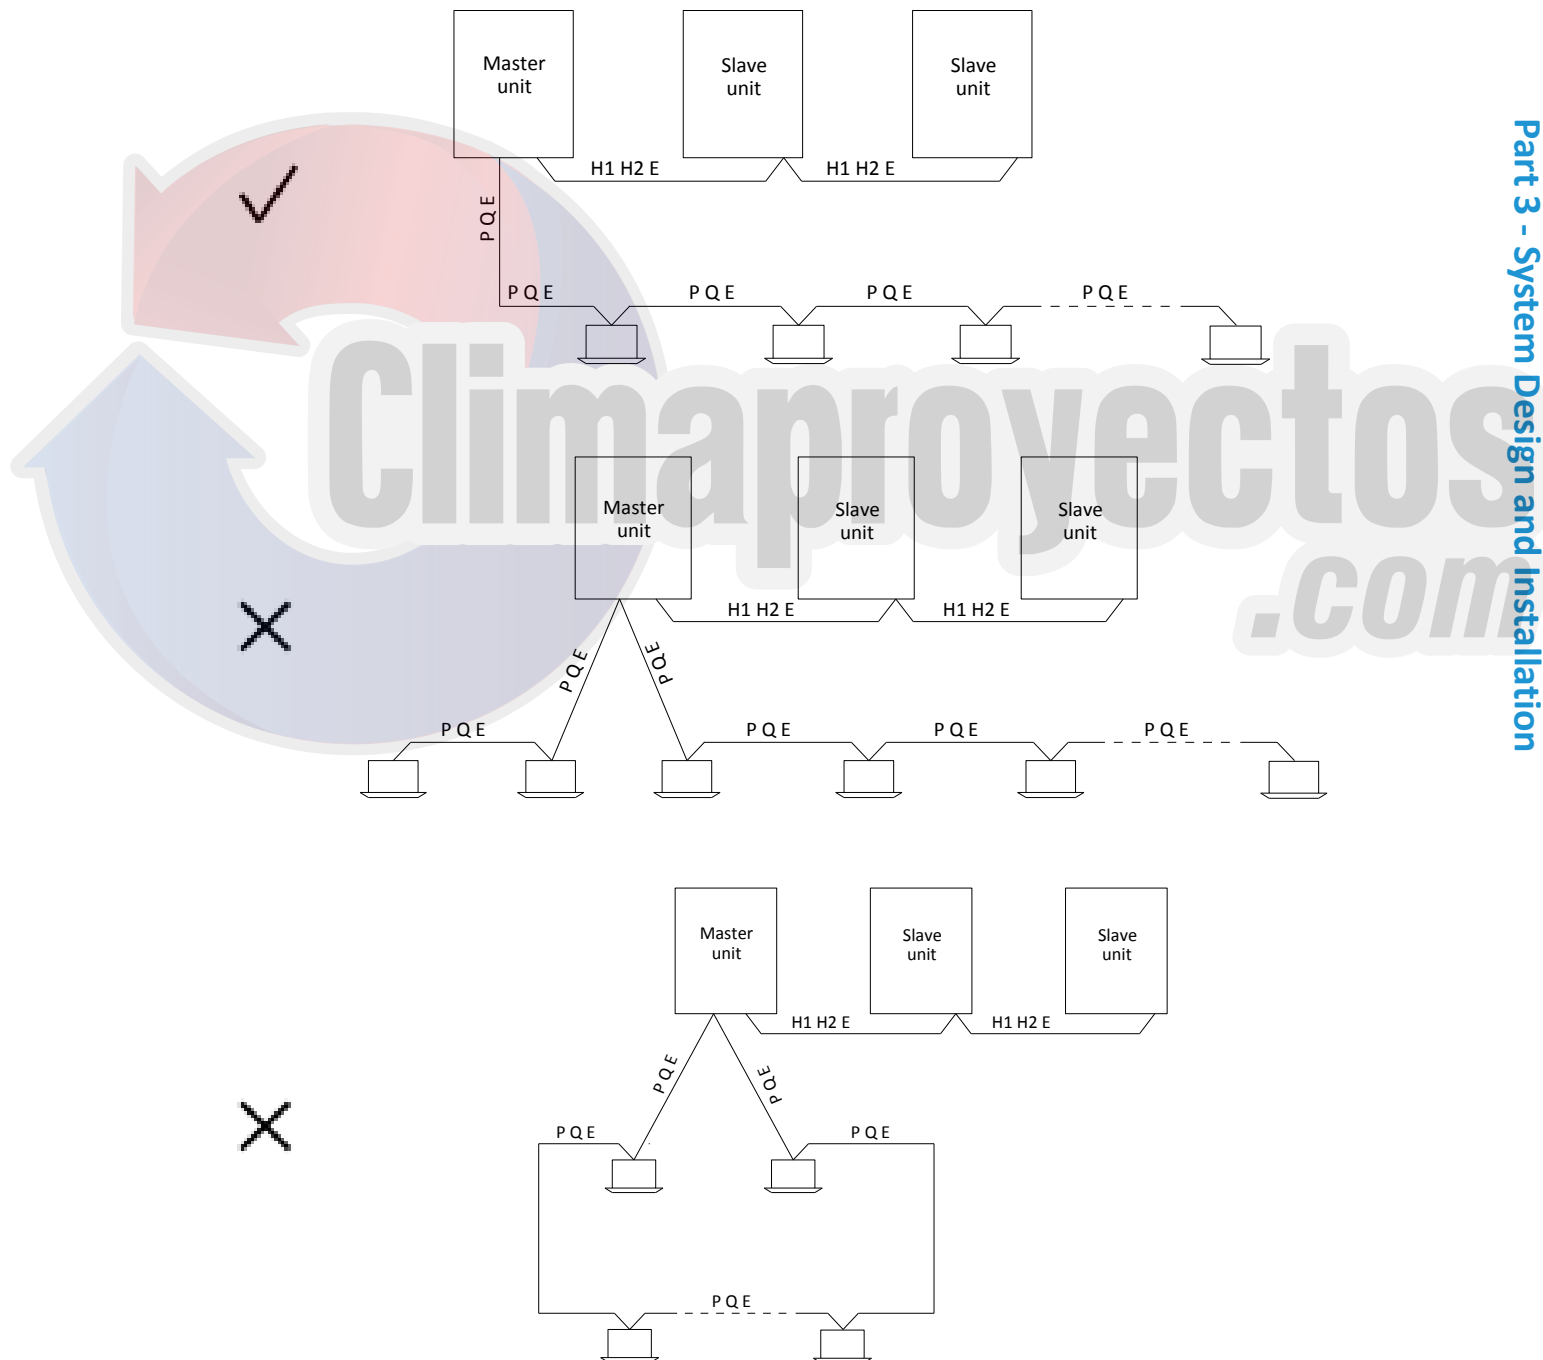 Master
unit
Slave
unit
Slave
unit
H1 H2 E
H1 H2 E
P Q E
P Q E
P Q E
P Q E
P Q E
Part 3 - System Design and Installation
Climaproyectos
.com
Master
unit
Slave
unit
Slave
unit
H1 H2 E
H1 H2 E
P Q E
P Q E
P Q E
P Q E
P Q E
P Q E
Master
unit
Slave
unit
Slave
unit
H1 H2 E
H1 H2 E
P Q E
P Q E
P Q E
P Q E
P Q E